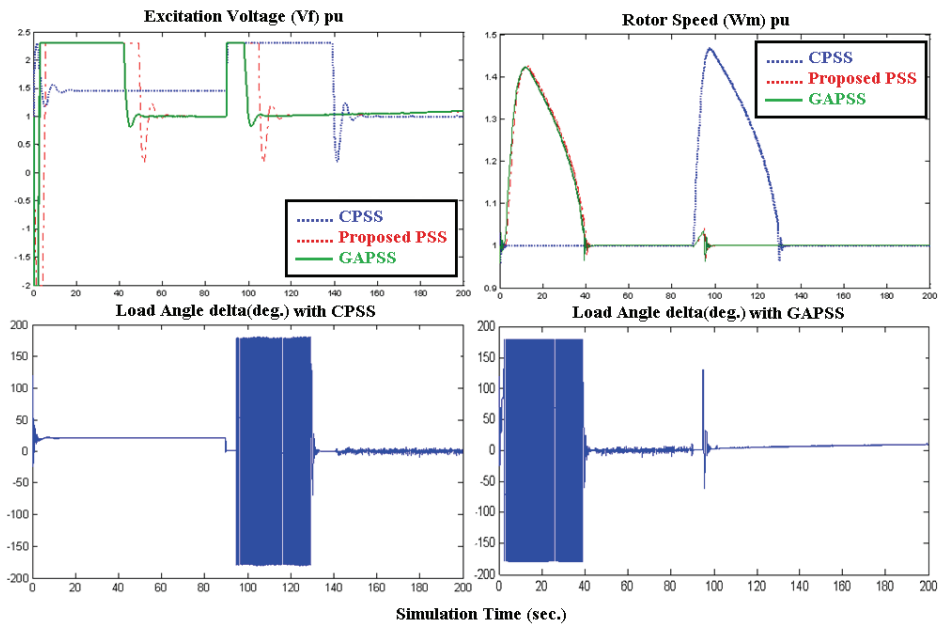 Excitation Voltage (Vf) pu
2.5
2
1.5
1
0.5
0
-0.5
-1
-1.5
-2
0 20 40 60 80 100 120 140 160 180 200
CPSS
Proposed PSS
GAPSS
Rotor Speed (Wm) pu
1.5
1.4
1.3
1.2
1.1
1.0
0.9
0 20 40 60 80 100 120 140 160 180 200
CPSS
Proposed PSS
GAPSS
Load Angle delta(deg.) with CPSS
200
150
100
50
0
-50
-100
-150
-200
0 20 40 60 80 100 120 140 160 180 200
Load Angle delta(deg.) with GAPSS
200
150
100
50
0
-50
-100
-150
-200
0 20 40 60 80 100 120 140 160 180 200
Simulation Time (sec.)